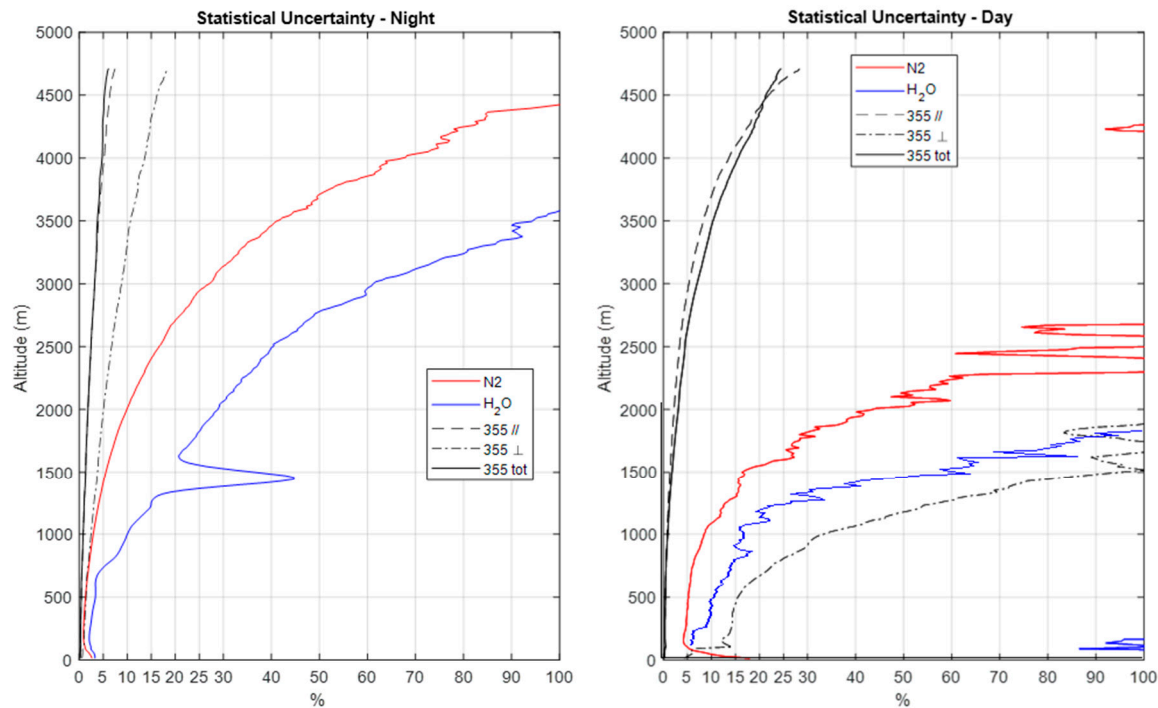 Statistical Uncertainty - Night
5000
4500
4000
3500
3000
2500
2000
1500
1000
500
0
Altitude (m)
N2
H2O
355 //
355 ⊥
355 tot
0 5 10 15 20 25 30 40 50 60 70 80 90 100
%
Statistical Uncertainty - Day
5000
4500
4000
3500
3000
2500
2000
1500
1000
500
0
Altitude (m)
N2
H2O
355 //
355 ⊥
355 tot
0 5 10 15 20 25 30 40 50 60 70 80 90 100
%